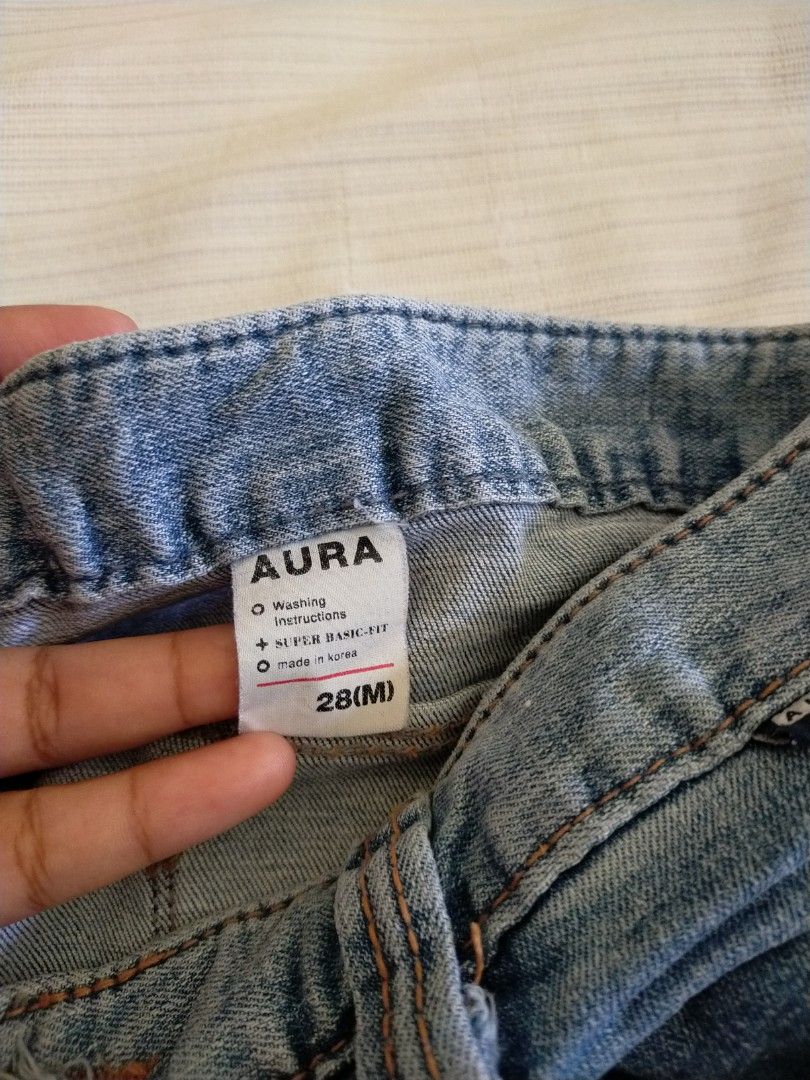 AURA
Washing
Instructions
SUPER BASIC-FIT
made in korea
28(M)